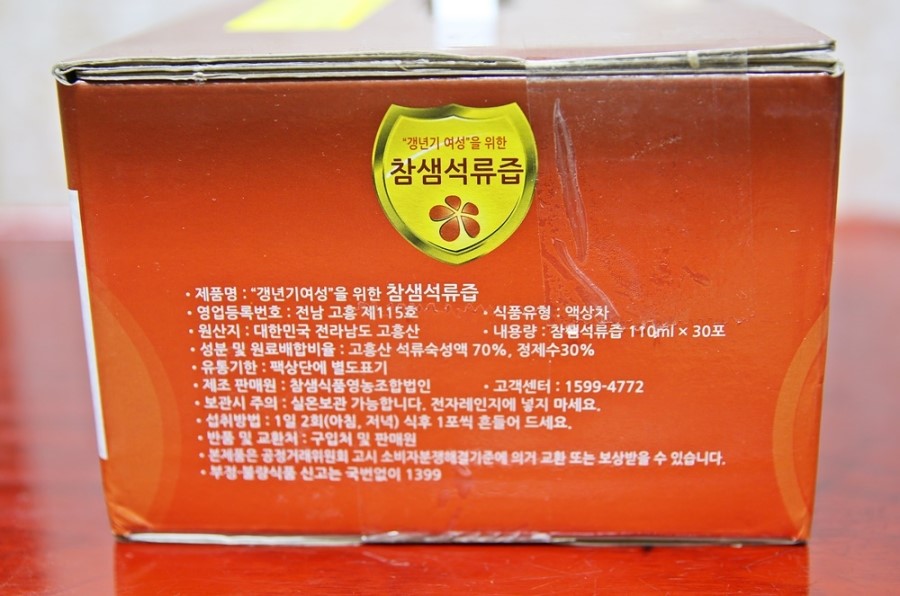 "갱년기 여성"을 위한
참샘석류즙
• 제품명 : "갱년기여성"을 위한 참샘석류즙
• 영업등록번호 : 전남 고흥 제115호 • 식품유형 : 액상차
• 원산지 : 대한민국 전라남도 고흥산 • 내용량 : 참샘석류즙 110ml × 30포
• 성분 및 원료배합비율 : 고흥산 석류숙성액 70%, 정제수30%
• 유통기한 : 팩상단에 별도표기
• 제조 판매원 : 참샘식품영농조합법인 • 고객센터 : 1599-4772
• 보관시 주의 : 실온보관 가능합니다. 전자레인지에 넣지 마세요.
• 섭취방법 : 1일 2회(아침, 저녁) 식후 1포씩 흔들어 드세요.
• 반품 및 교환처 : 구입처 및 판매원
• 본제품은 공정거래위원회 고시 소비자분쟁해결기준에 의거 교환 또는 보상받을 수 있습니다.
• 부정·불량식품 신고는 국번없이 1399